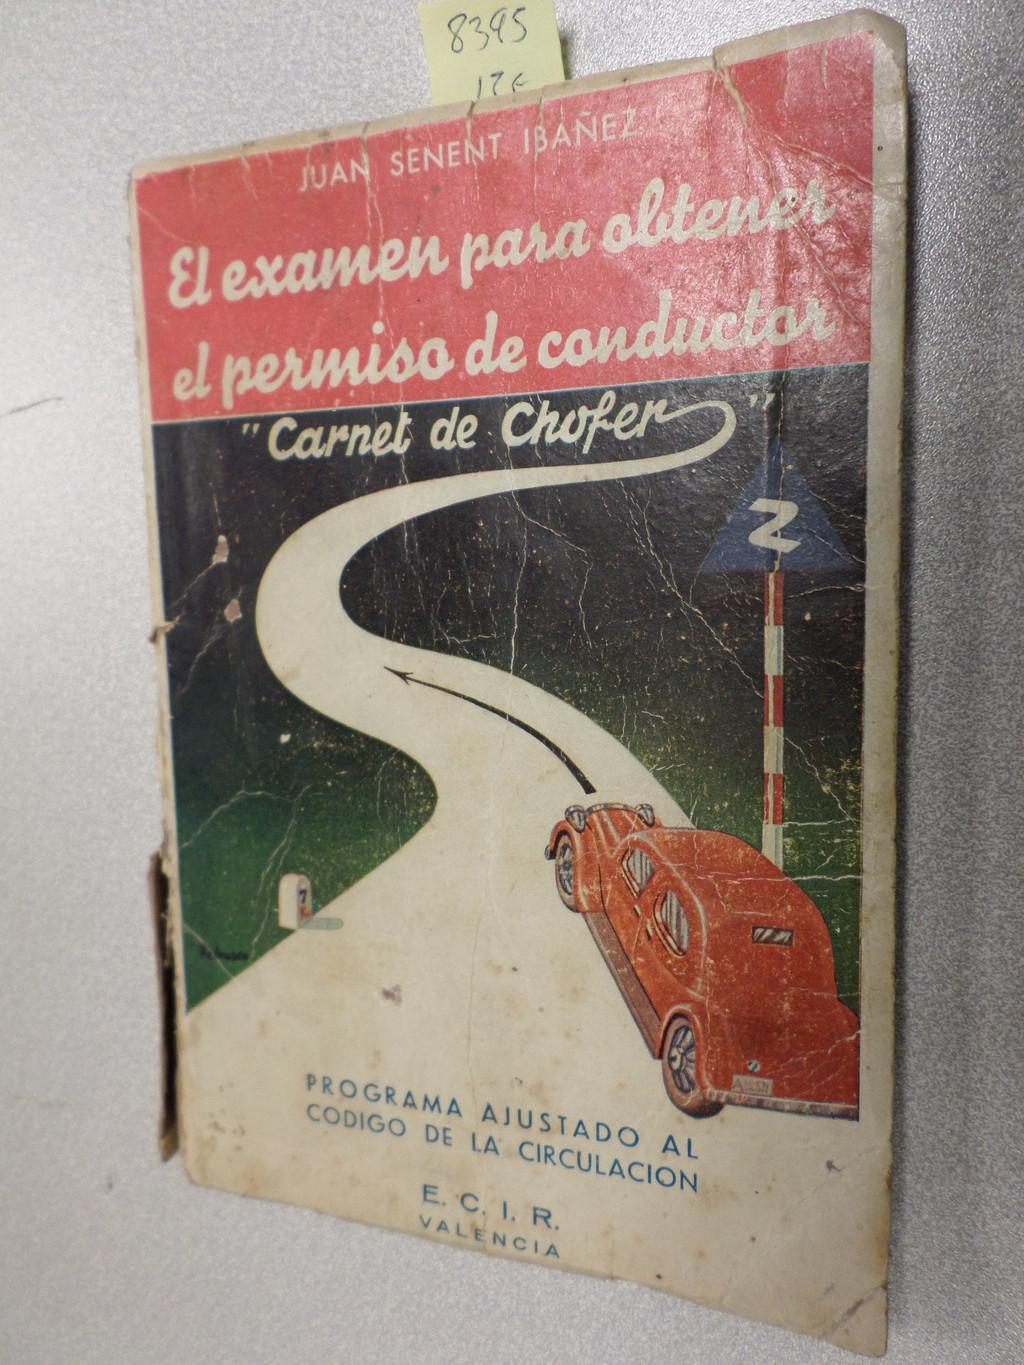 8395
JUAN SENENT IBAÑEZ
El examen para obtener
el permiso de conductor
"Carnet de Chofer"
Z
7
PROGRAMA AJUSTADO AL
CODIGO DE LA CIRCULACION
E. C. I. R.
VALENCIA